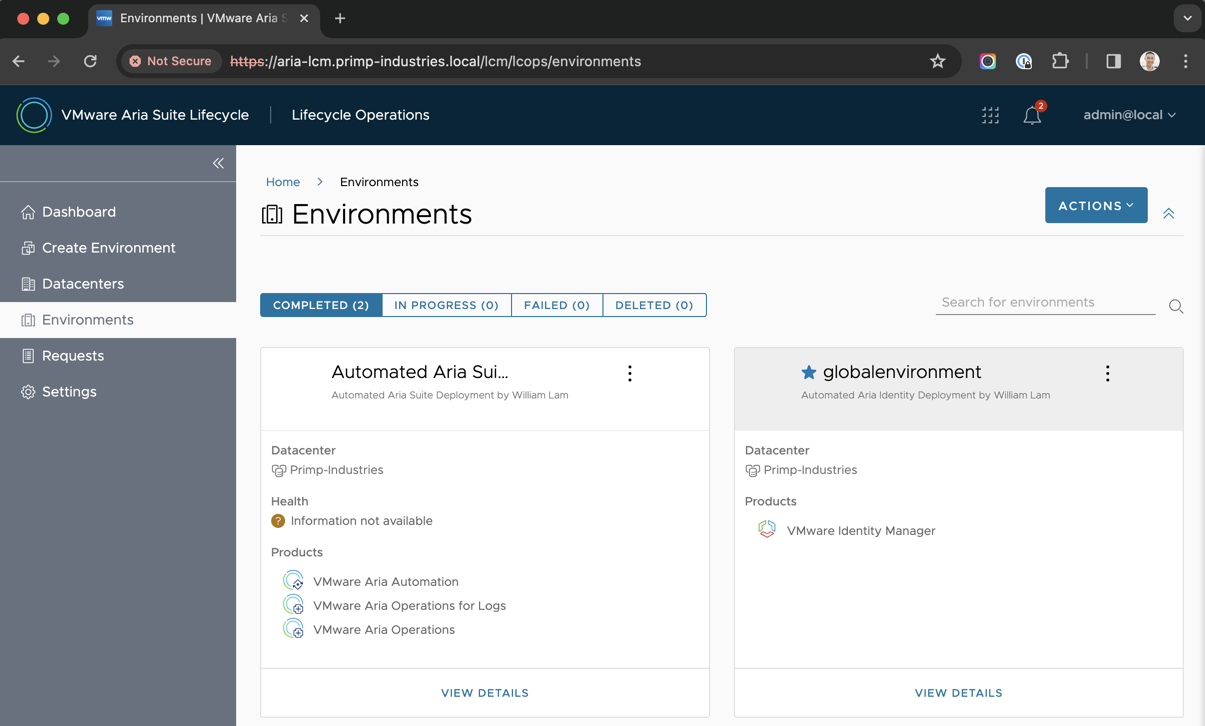 vmw Environments | VMware Aria S
Not Secure https://aria-lcm.primp-industries.local/lcm/lcops/environments
VMware Aria Suite Lifecycle Lifecycle Operations 2 admin@local
Dashboard
Create Environment
Datacenters
Environments
Requests
Settings
Home > Environments
Environments
ACTIONS
COMPLETED (2) IN PROGRESS (0) FAILED (0) DELETED (0)
Search for environments
Automated Aria Sui...
Automated Aria Suite Deployment by William Lam
Datacenter
Primp-Industries
Health
? Information not available
Products
VMware Aria Automation
VMware Aria Operations for Logs
VMware Aria Operations
VIEW DETAILS
globalenvironment
Automated Aria Identity Deployment by William Lam
Datacenter
Primp-Industries
Products
VMware Identity Manager
VIEW DETAILS